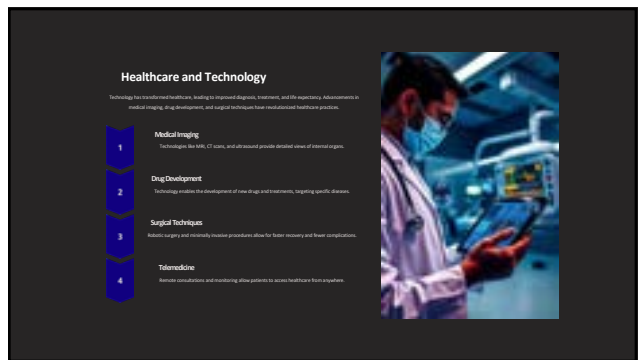 Healthcare and Technology
Technology has transformed healthcare, leading to improved diagnosis, treatment, and life expectancy. Advancements in
medical imaging, drug development, and surgical techniques have revolutionized healthcare practices.
1
Medical Imaging
Technologies like MRI, CT scans, and ultrasound provide detailed views of internal organs.
2
Drug Development
Technology enables the development of new drugs and treatments, targeting specific diseases.
3
Surgical Techniques
Robotic surgery and minimally invasive procedures allow for faster recovery and fewer complications.
4
Telemedicine
Remote consultations and monitoring allow patients to access healthcare from anywhere.